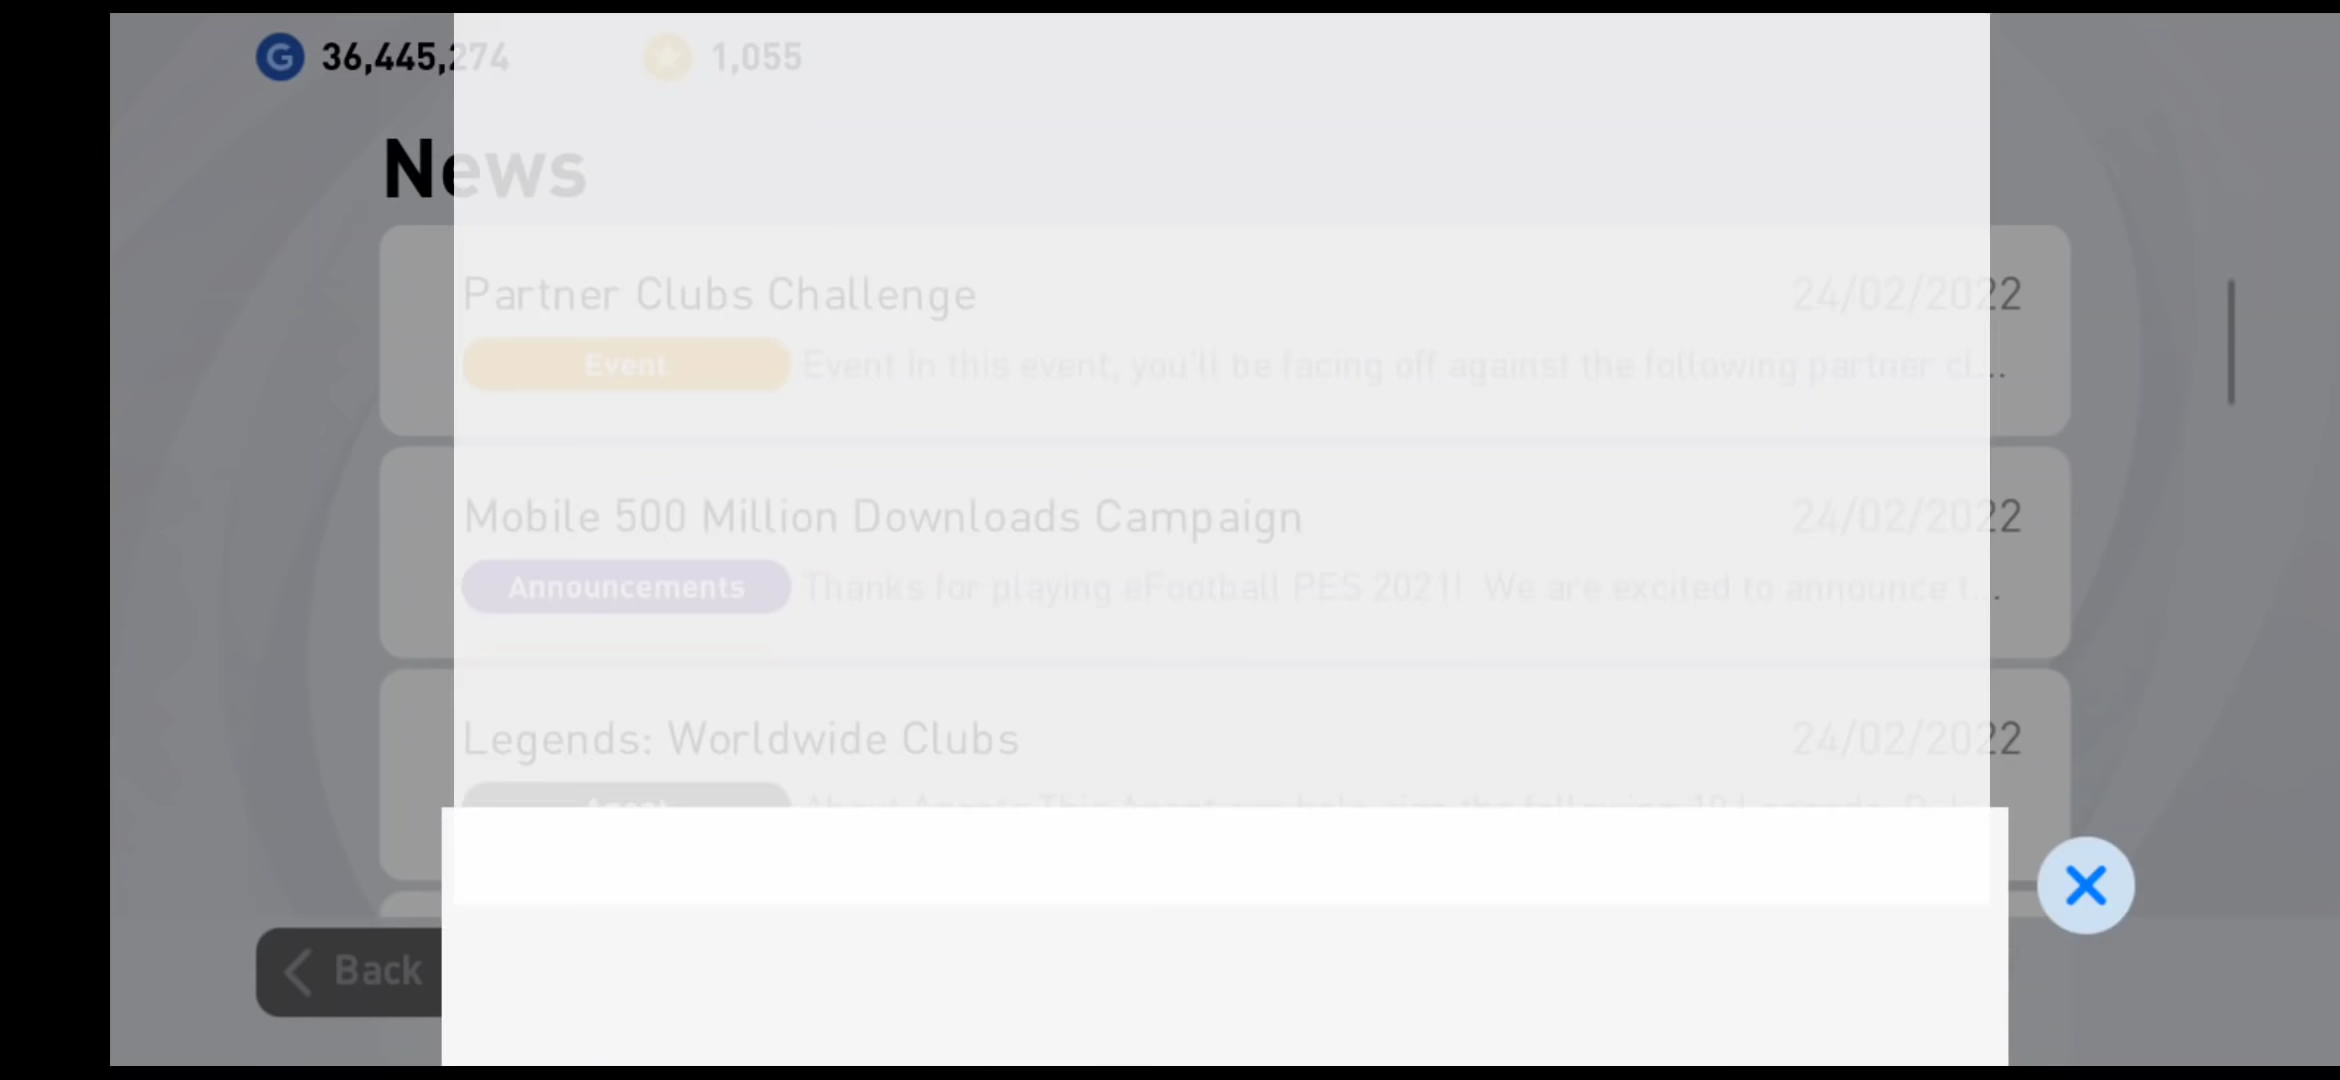 36,445,274 1,055
News
Partner Clubs Challenge 24/02/2022
Event Event In this event, you'll be facing off against the following partner cl...
Mobile 500 Million Downloads Campaign 24/02/2022
Announcements Thanks for playing eFootball PES 2021! We are excited to announce t...
Legends: Worldwide Clubs 24/02/2022
Back